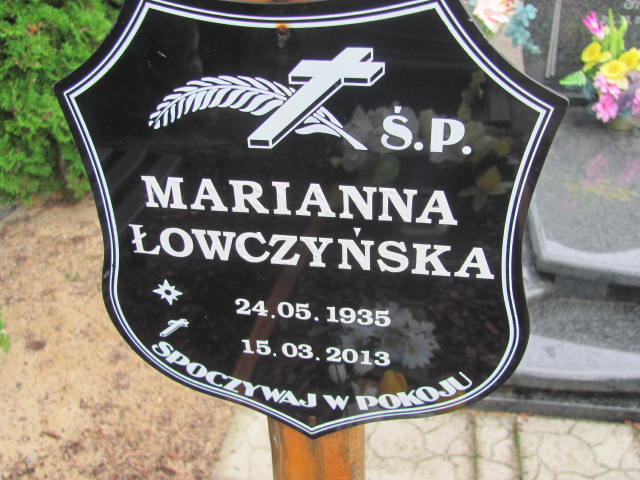 Ś.P.
MARIANNA
ŁOWCZYŃSKA
24.05.1935
15.03.2013
SPOCZYWAJ W POKOJU